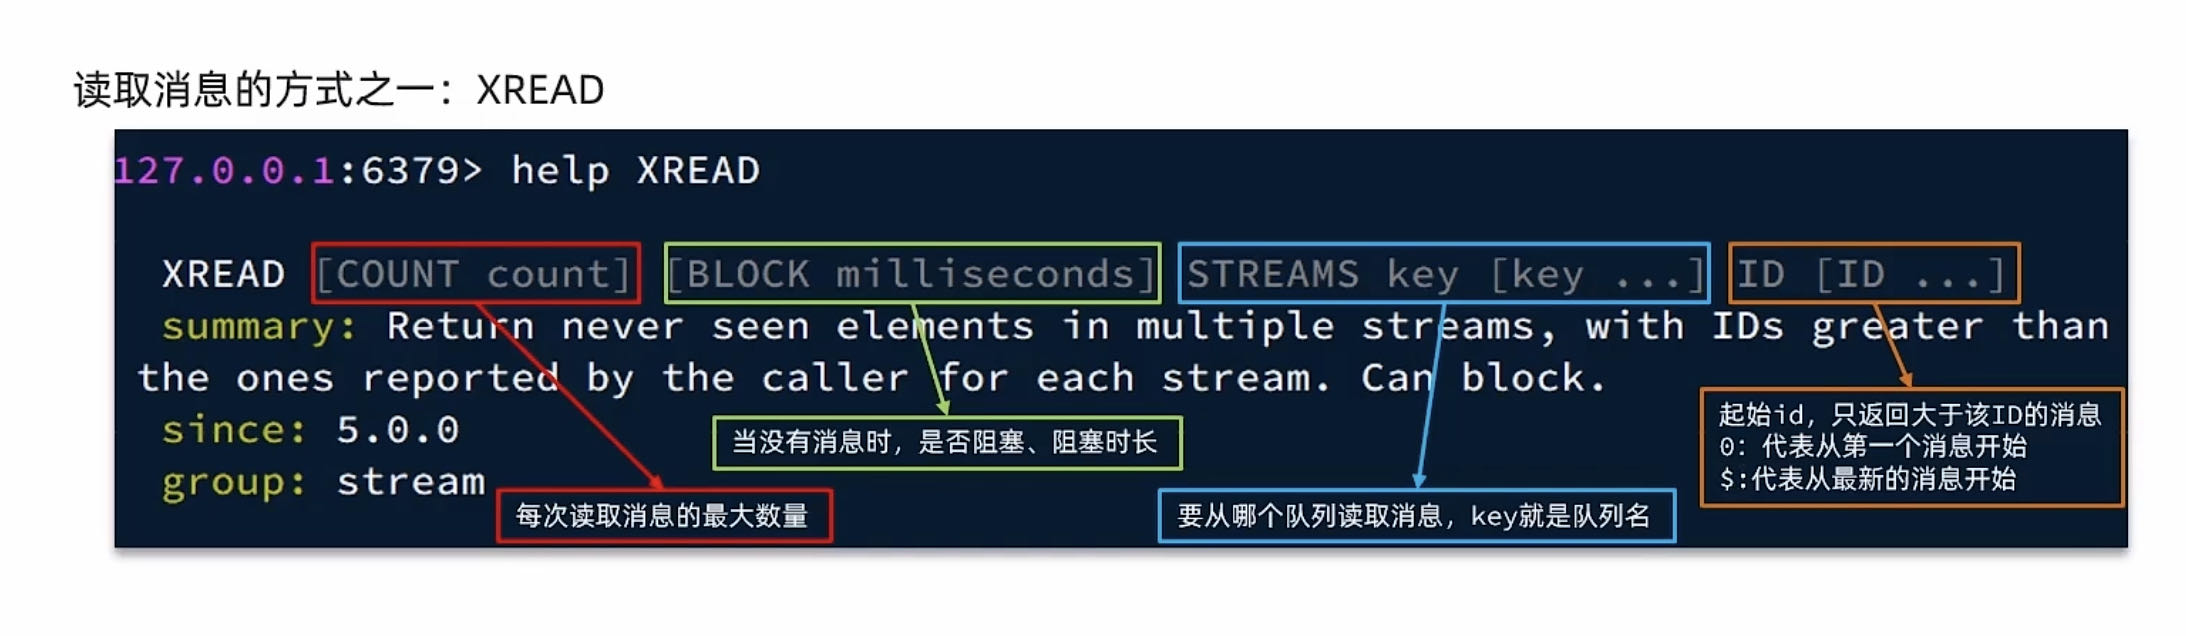 读取消息的方式之一：XREAD
127.0.0.1:6379> help XREAD
XREAD [COUNT count] [BLOCK milliseconds] STREAMS key [key ...] ID [ID ...]
summary: Return never seen elements in multiple streams, with IDs greater than
the ones reported by the caller for each stream. Can block.
since: 5.0.0
group: stream
当没有消息时，是否阻塞、阻塞时长
每次读取消息的最大数量
要从哪个队列读取消息，key就是队列名
起始id，只返回大于该ID的消息
0：代表从第一个消息开始
$:代表从最新的消息开始